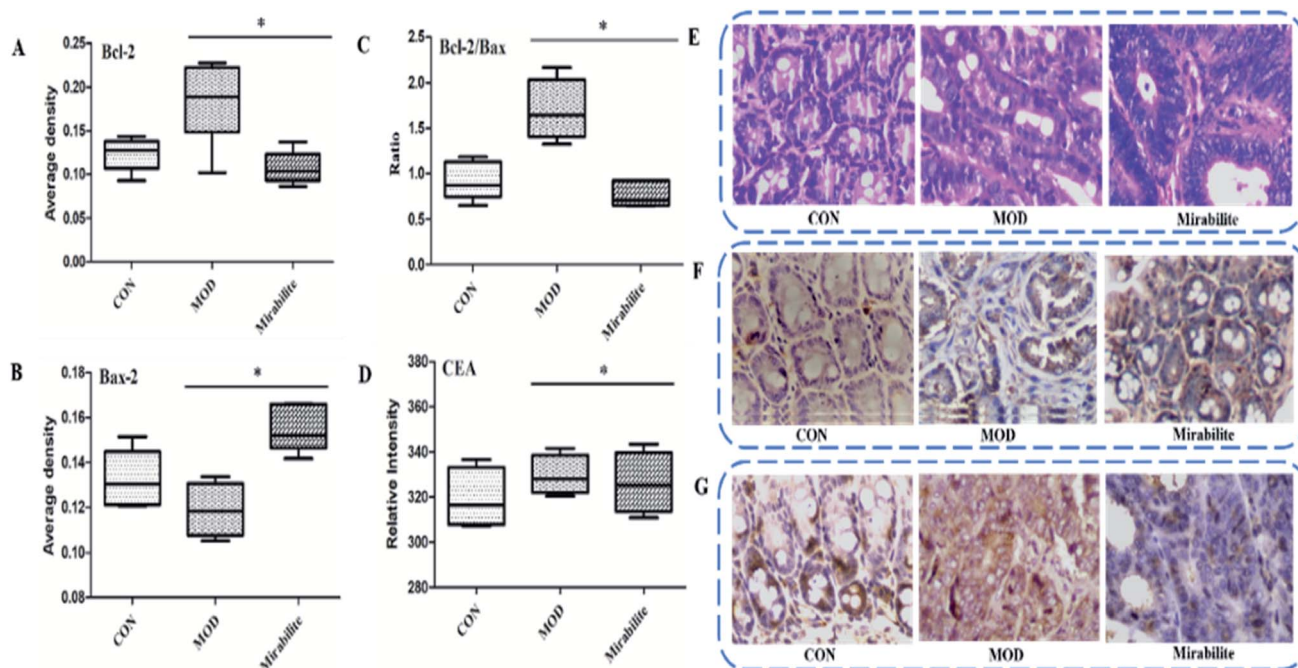 A
Bcl-2
*
Average density
0.25
0.20
0.15
0.10
0.05
0.00
CON
MOD
Mirabilite
C
Bcl-2/Bax
*
Ratio
2.5
2.0
1.5
1.0
0.5
0.0
CON
MOD
Mirabilite
B
Bax-2
*
Average density
0.18
0.16
0.14
0.12
0.10
0.08
CON
MOD
Mirabilite
D
CEA
*
Relative Intensity
380
360
340
320
300
280
CON
MOD
Mirabilite
E
CON
MOD
Mirabilite
F
CON
MOD
Mirabilite
G
CON
MOD
Mirabilite